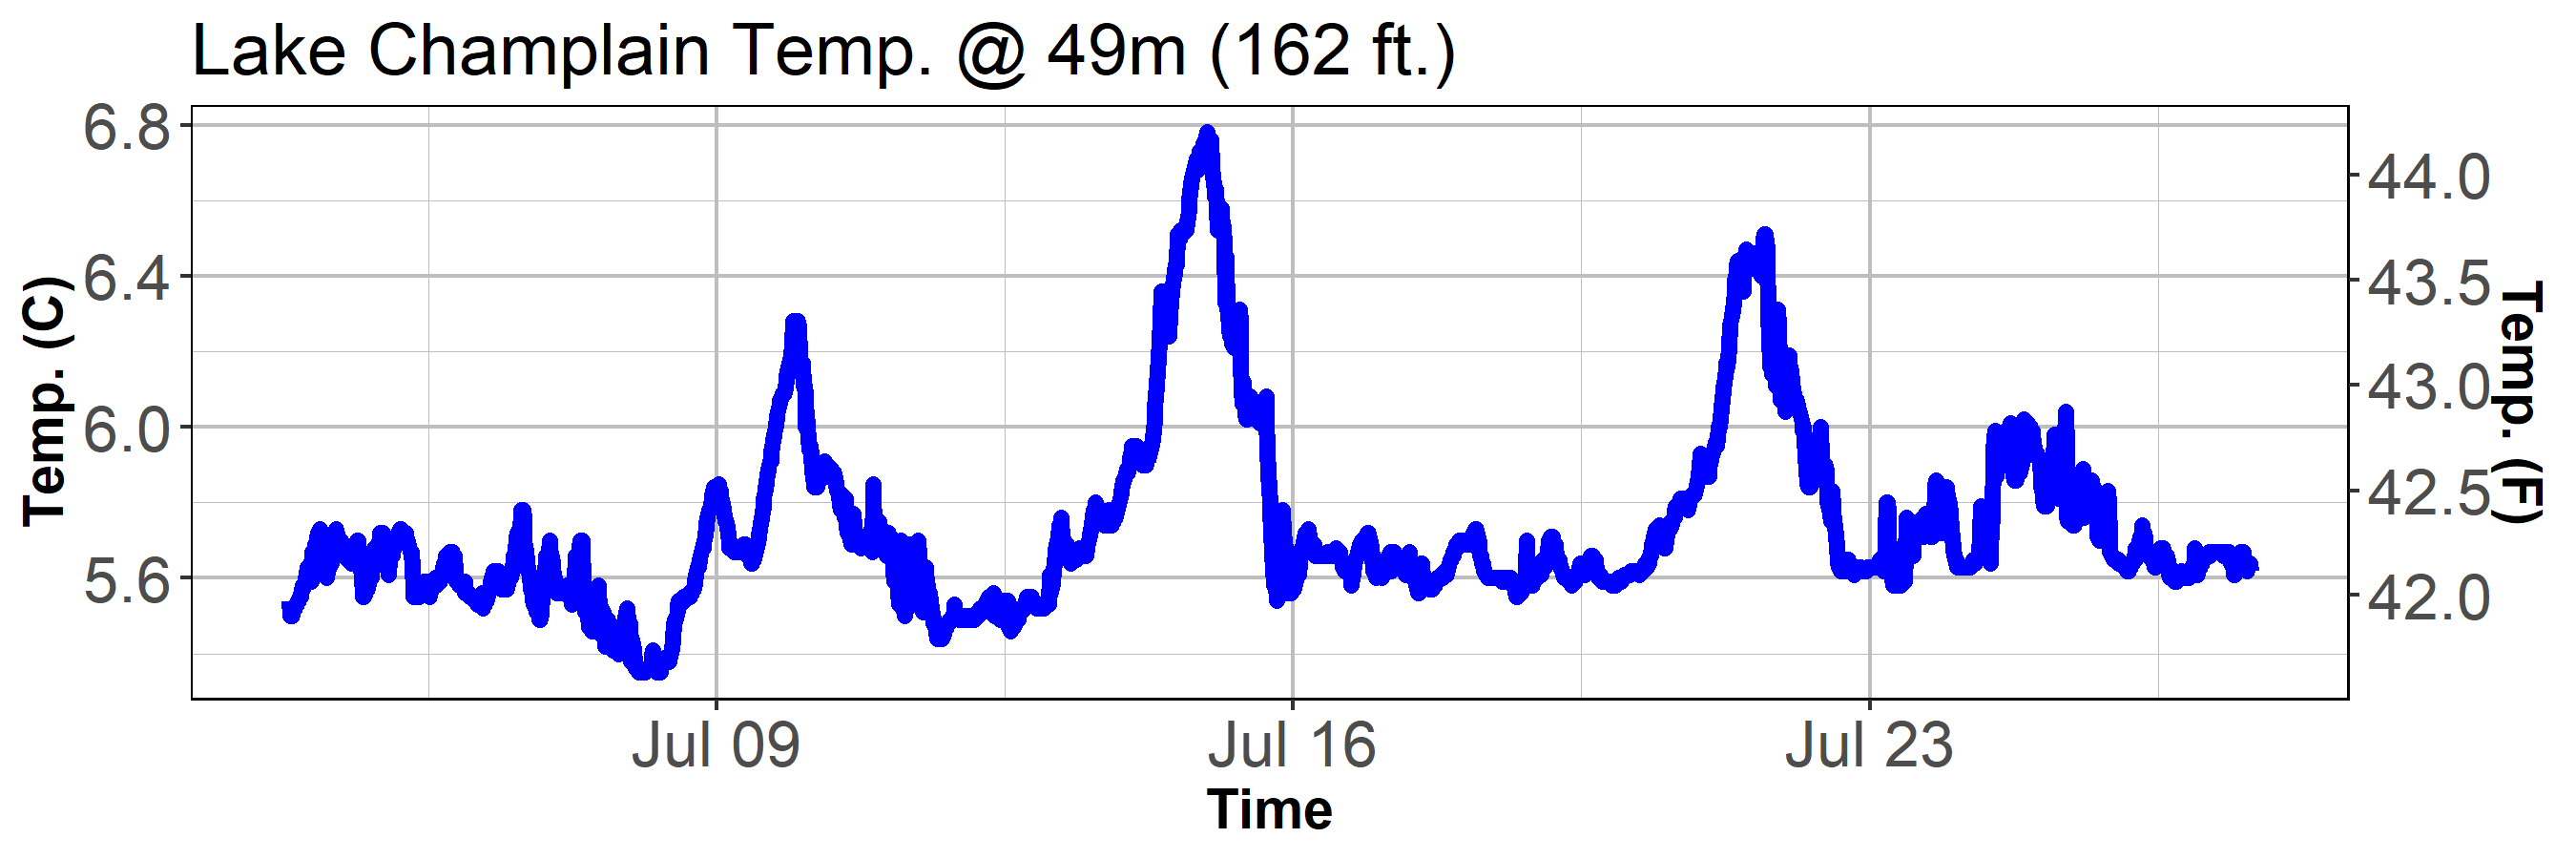 Lake Champlain Temp. @ 49m (162 ft.)
6.8
6.4
6.0
5.6
Temp. (C)
44.0
43.5
43.0
42.5
42.0
Temp. (F)
Jul 09 Jul 16 Jul 23
Time